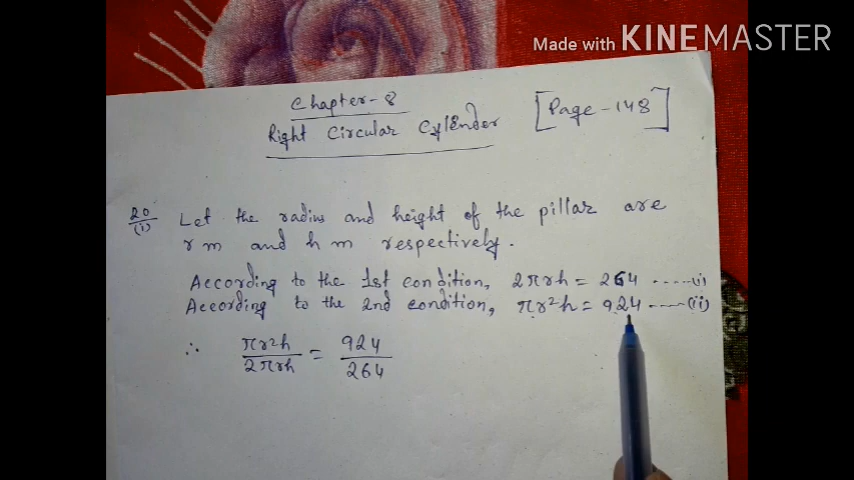 Made with KINEMASTER
Chapter-8
Right Circular Cylinder [Page-148]
20 (i) Let the radius and height of the pillar are
r m and h m respectively.
According to the 1st condition, 2πrh = 264 .....(i)
According to the 2nd condition, πr²h = 924 .....(ii)
∴ πr²h / 2πrh = 924 / 264